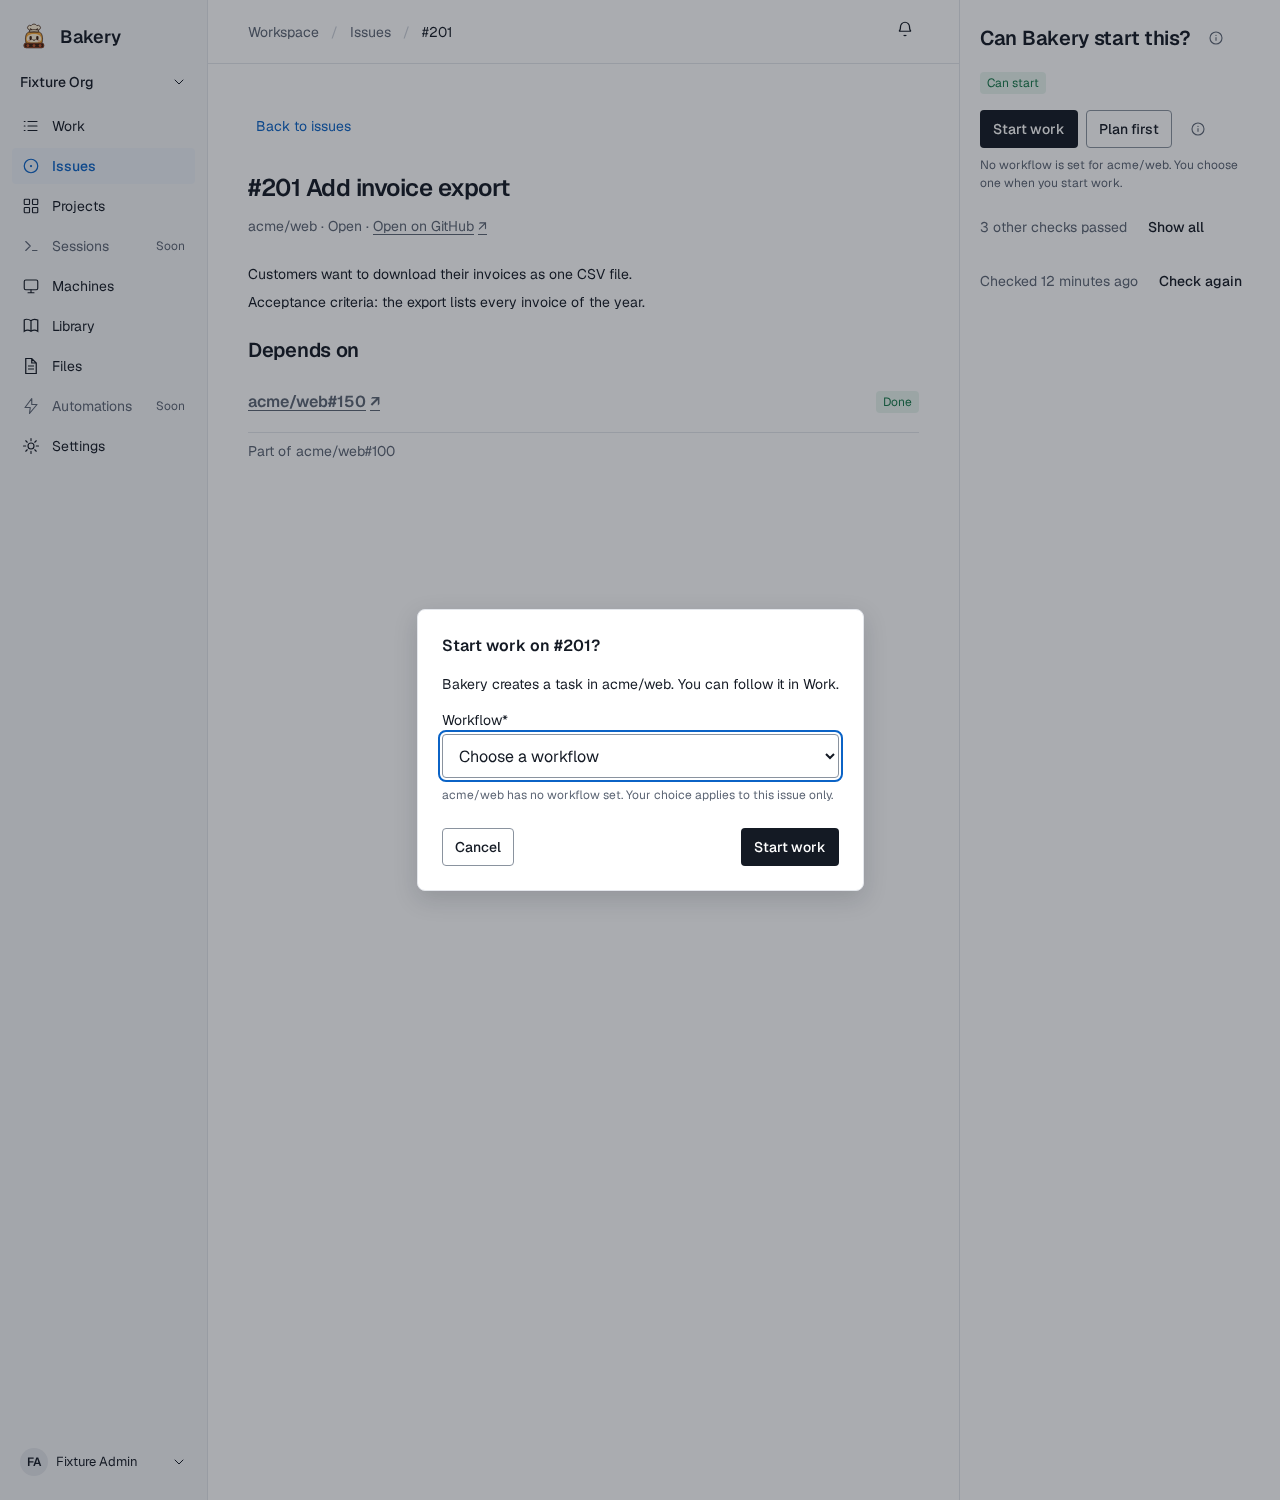 Bakery
Fixture Org
Work
Issues
Projects
Sessions Soon
Machines
Library
Files
Automations Soon
Settings
FA Fixture Admin
Workspace / Issues / #201
Back to issues
#201 Add invoice export
acme/web · Open · Open on GitHub ↗
Customers want to download their invoices as one CSV file.
Acceptance criteria: the export lists every invoice of the year.
Depends on
acme/web#150 ↗ Done
Part of acme/web#100
Start work on #201?
Bakery creates a task in acme/web. You can follow it in Work.
Workflow*
Choose a workflow
acme/web has no workflow set. Your choice applies to this issue only.
Cancel Start work
Can Bakery start this?
Can start
Start work Plan first
No workflow is set for acme/web. You choose
one when you start work.
3 other checks passed Show all
Checked 12 minutes ago Check again